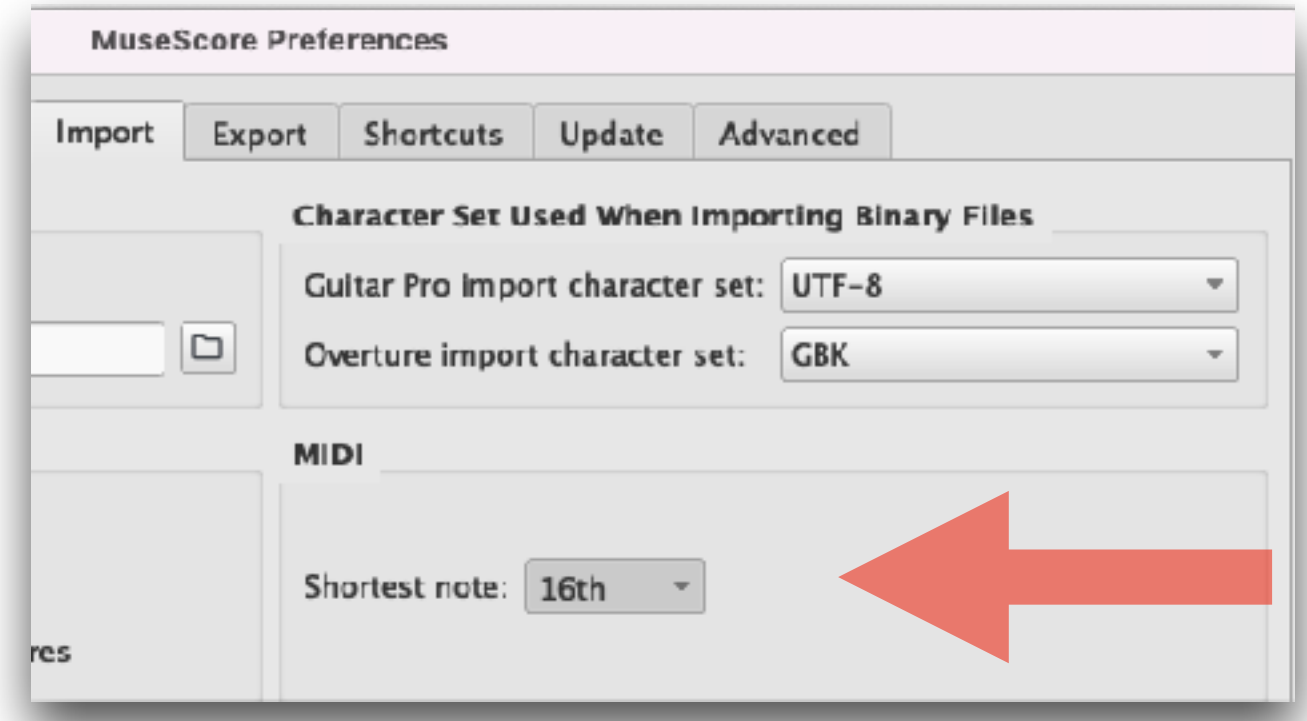 MuseScore Preferences
Import Export Shortcuts Update Advanced
Character Set Used When Importing Binary Files
Guitar Pro import character set: UTF-8
Overture import character set: GBK
MIDI
Shortest note: 16th
res